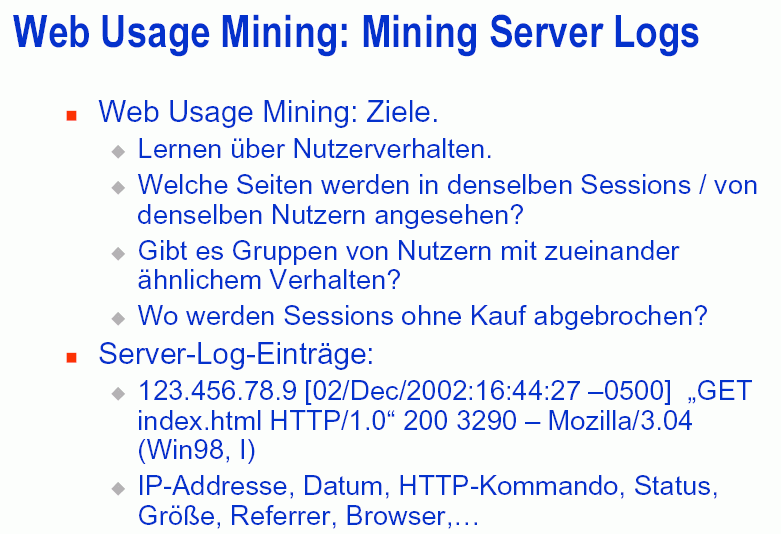 Web Usage Mining: Mining Server Logs
Web Usage Mining: Ziele.
Lernen über Nutzerverhalten.
Welche Seiten werden in denselben Sessions / von
denselben Nutzern angesehen?
Gibt es Gruppen von Nutzern mit zueinander
ähnlichem Verhalten?
Wo werden Sessions ohne Kauf abgebrochen?
Server-Log-Einträge:
123.456.78.9 [02/Dec/2002:16:44:27 –0500] „GET
index.html HTTP/1.0“ 200 3290 – Mozilla/3.04
(Win98, I)
IP-Addresse, Datum, HTTP-Kommando, Status,
Größe, Referrer, Browser,…